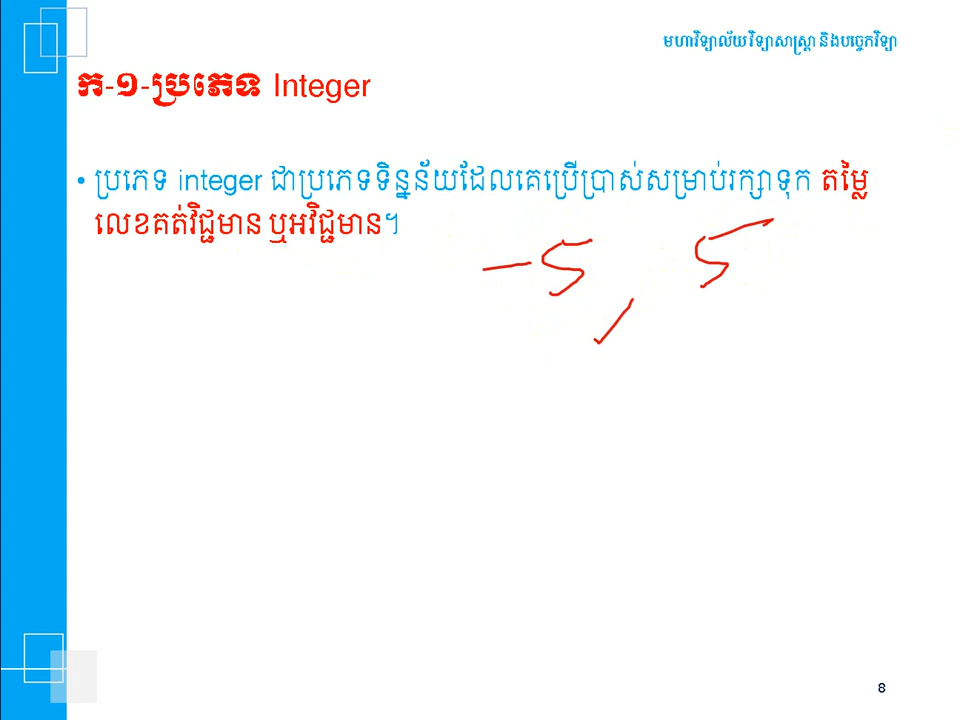 មហាវិទ្យាល័យ វិទ្យាសាស្ត្រា និងបច្ចេកវិទ្យា
ក-១-ប្រភេទ Integer
• ប្រភេទ integer ជាប្រភេទទិន្នន័យដែលគេប្រើប្រាស់សម្រាប់រក្សាទុក តម្លៃ
លេខគត់វិជ្ជមាន ឬអវិជ្ជមាន។
-5 , 5
8